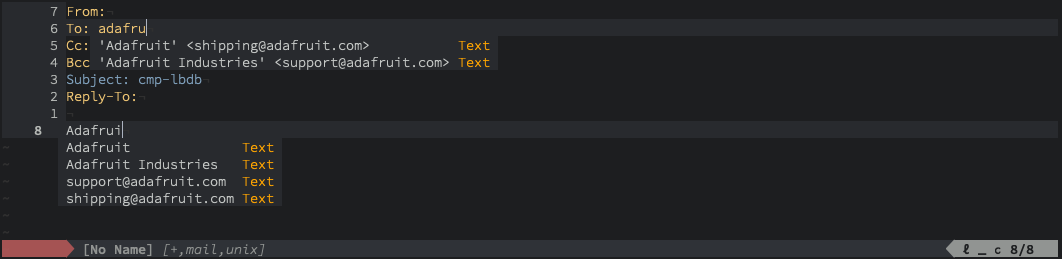 7 From: ¬
6 To: adafru
5 Cc: 'Adafruit' <shipping@adafruit.com> Text
4 Bcc 'Adafruit Industries' <support@adafruit.com> Text
3 Subject: cmp-lbdb ¬
2 Reply-To: ¬
1 ¬
8 Adafrui ¬
~ Adafruit Text
~ Adafruit Industries Text
~ support@adafruit.com Text
~ shipping@adafruit.com Text
~
~
[No Name] [+,mail,unix] ℓ _ c 8/8